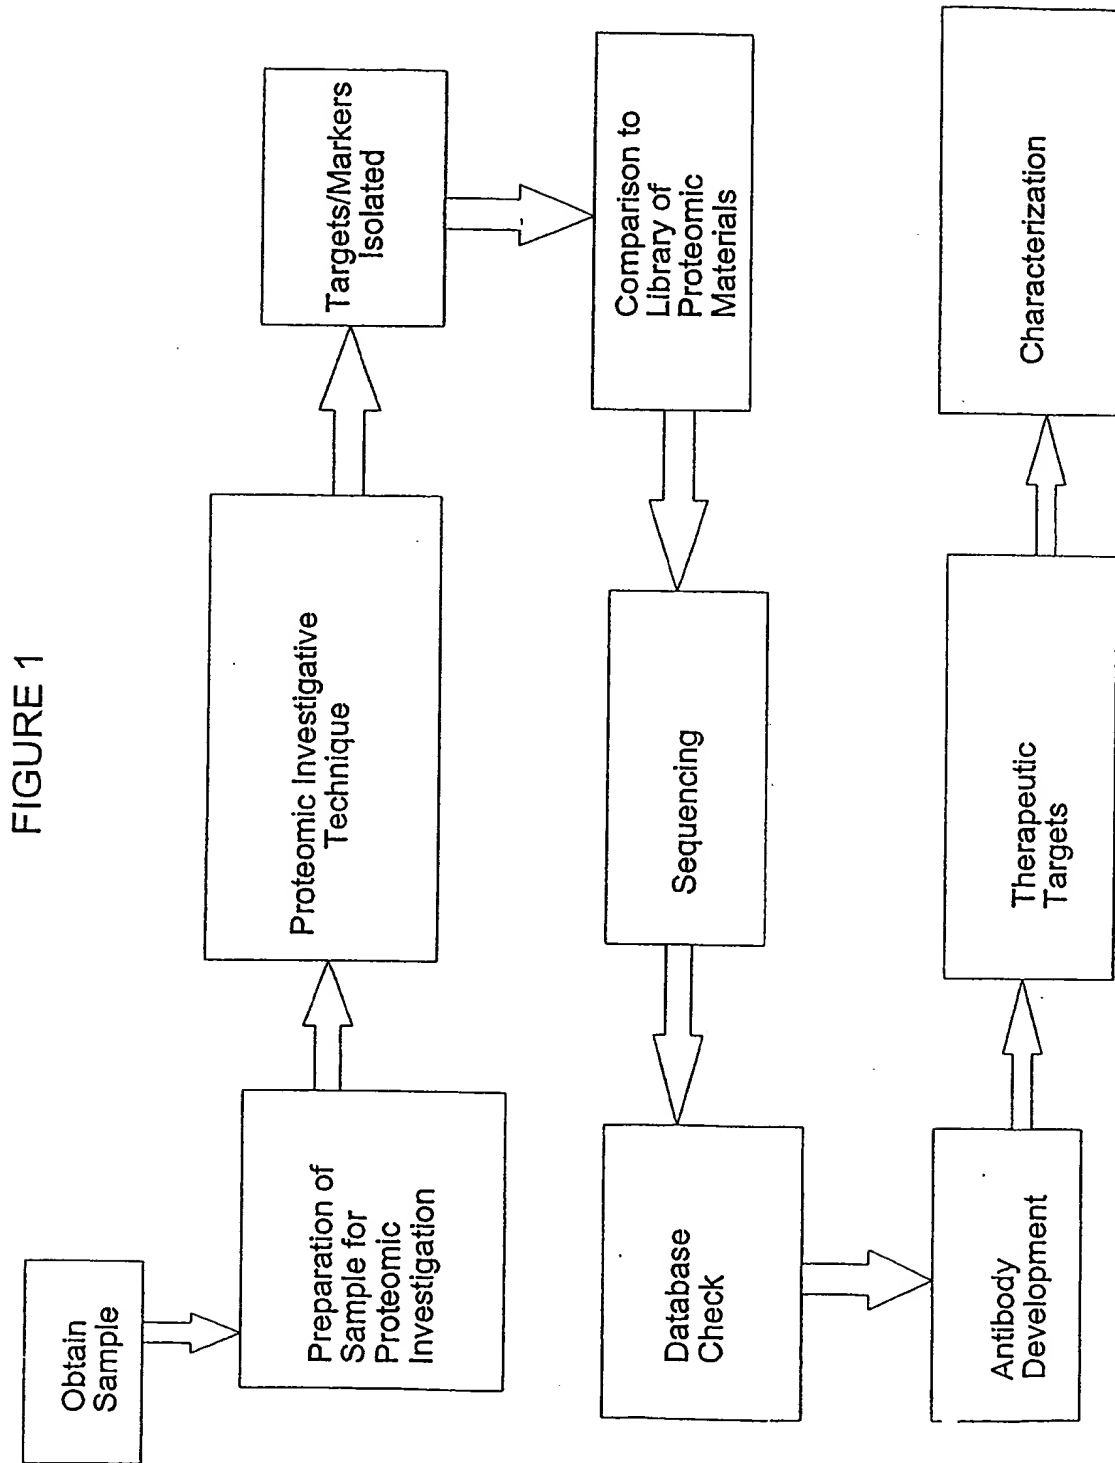 FIGURE 1
Obtain
Sample
Preparation of
Sample for
Proteomic
Investigation
Proteomic Investigative
Technique
Targets/Markers
Isolated
Comparison to
Library of
Proteomic
Materials
Sequencing
Database
Check
Antibody
Development
Therapeutic
Targets
Characterization